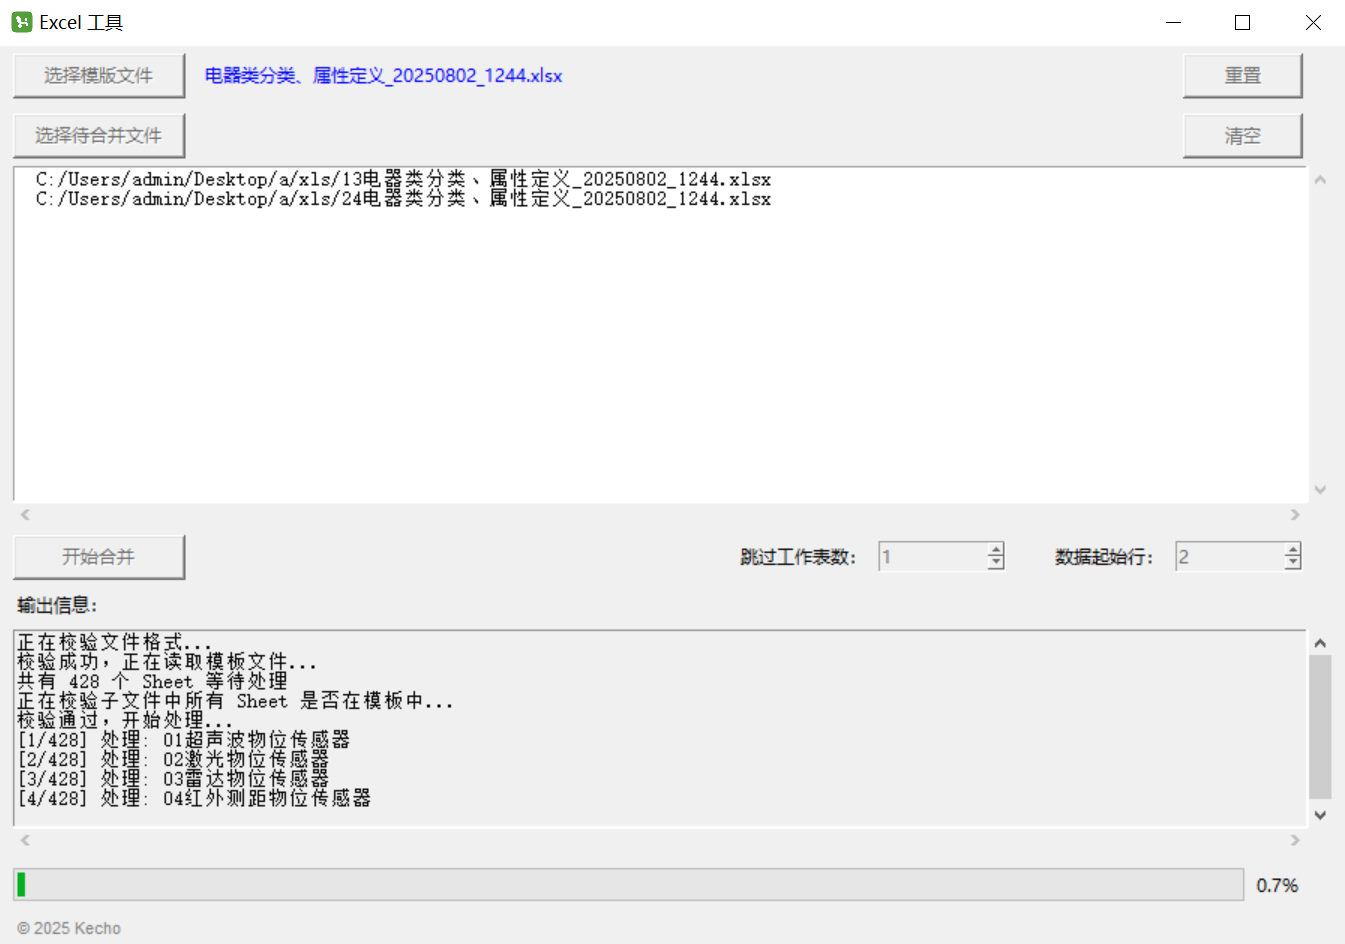 Excel 工具
选择模版文件 电器类分类、属性定义_20250802_1244.xlsx 重置
选择待合并文件 清空
C:/Users/admin/Desktop/a/xls/13电器类分类、属性定义_20250802_1244.xlsx
C:/Users/admin/Desktop/a/xls/24电器类分类、属性定义_20250802_1244.xlsx
开始合并 跳过工作表数: 1 数据起始行: 2
输出信息:
正在校验文件格式...
校验成功，正在读取模板文件...
共有 428 个 Sheet 等待处理
正在校验子文件中所有 Sheet 是否在模板中...
校验通过，开始处理...
[1/428] 处理: 01超声波物位传感器
[2/428] 处理: 02激光物位传感器
[3/428] 处理: 03雷达物位传感器
[4/428] 处理: 04红外测距物位传感器
0.7%
© 2025 Kecho